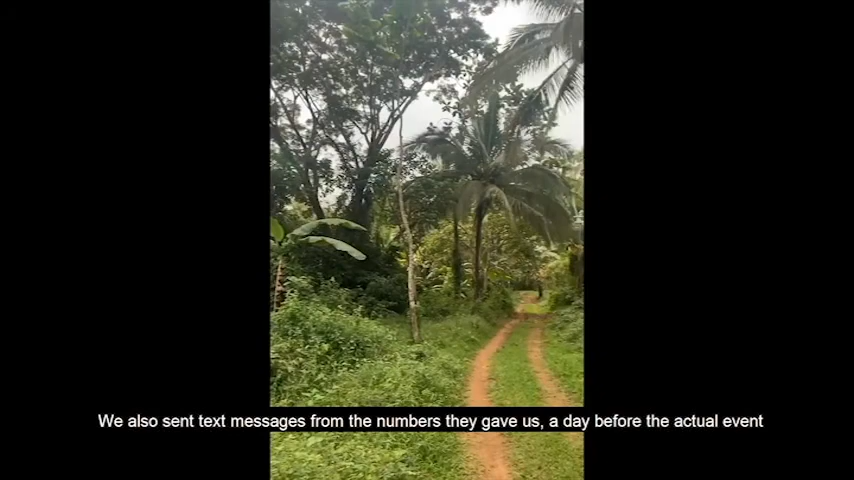 We also sent text messages from the numbers they gave us, a day before the actual event